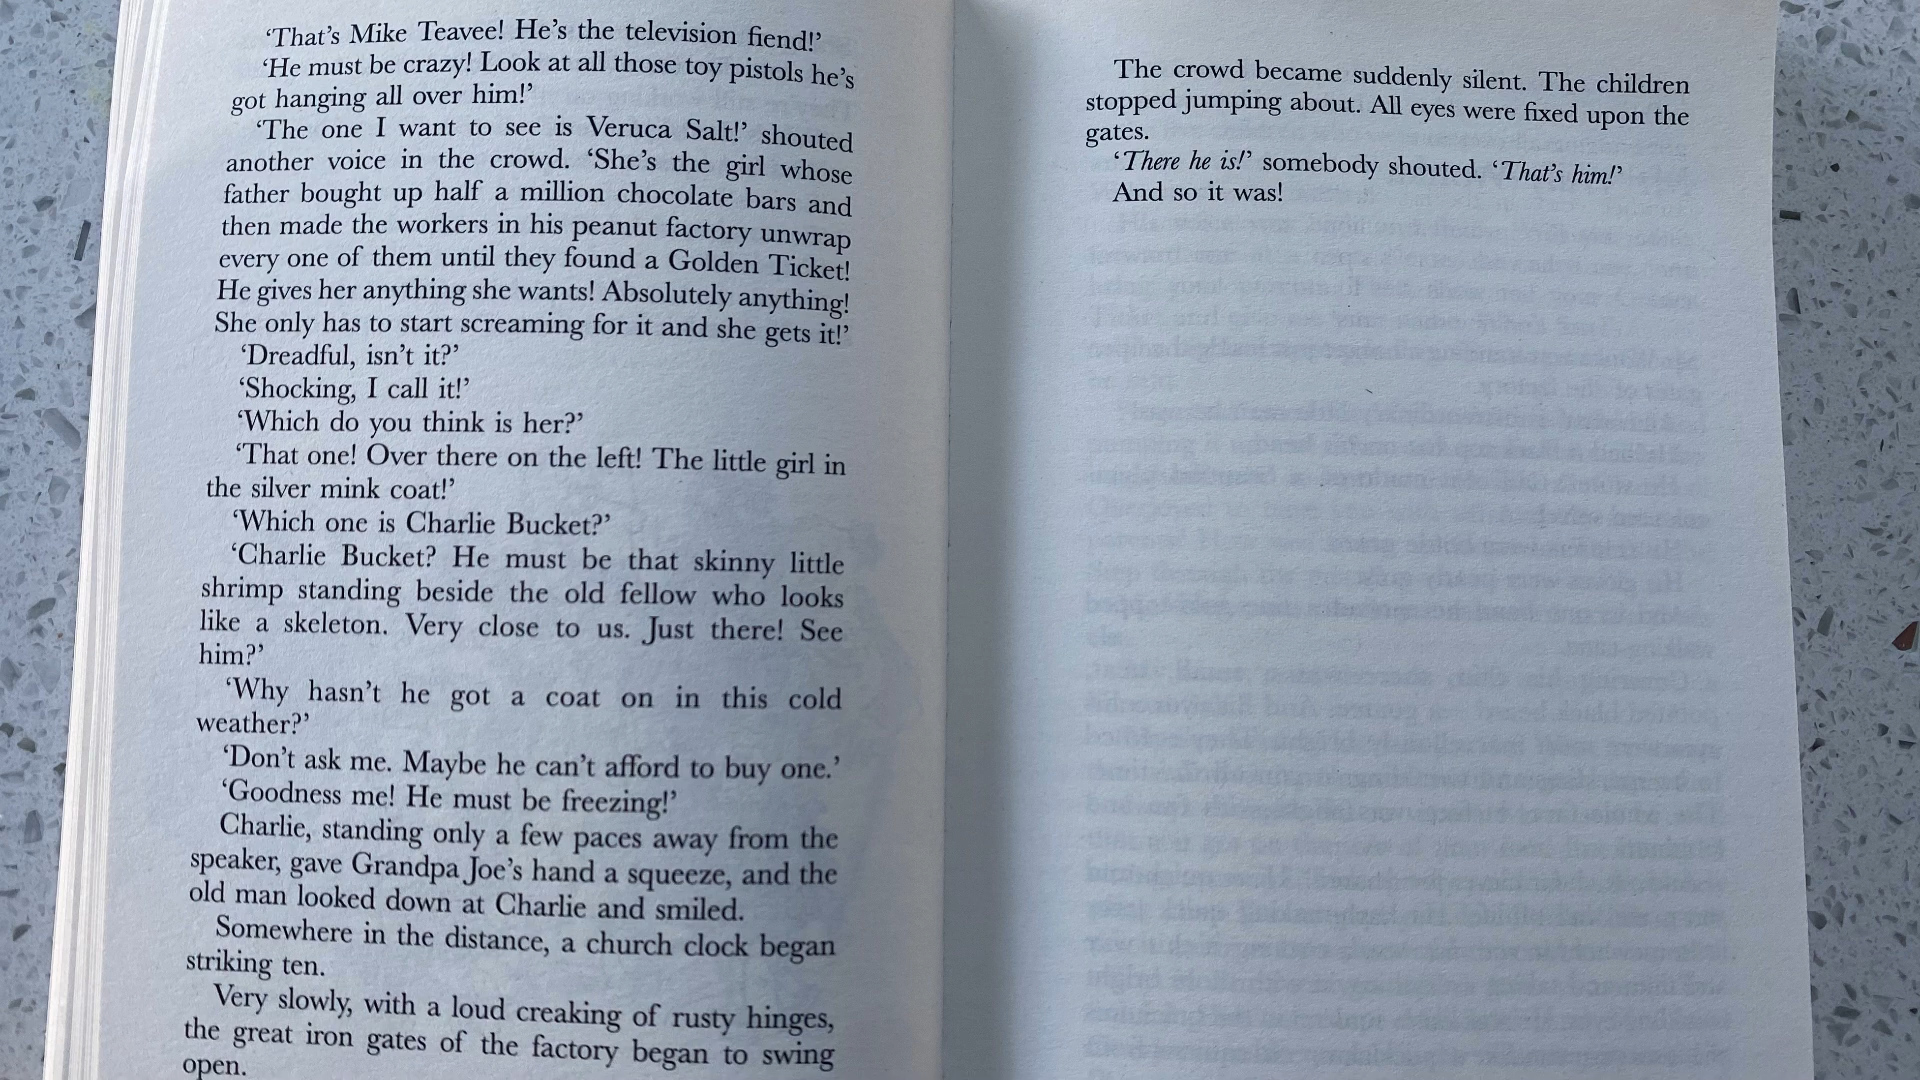 ‘That’s Mike Teavee! He’s the television fiend!’
‘He must be crazy! Look at all those toy pistols he’s
got hanging all over him!’
‘The one I want to see is Veruca Salt!’ shouted
another voice in the crowd. ‘She’s the girl whose
father bought up half a million chocolate bars and
then made the workers in his peanut factory unwrap
every one of them until they found a Golden Ticket!
He gives her anything she wants! Absolutely anything!
She only has to start screaming for it and she gets it!’
‘Dreadful, isn’t it?’
‘Shocking, I call it!’
‘Which do you think is her?’
‘That one! Over there on the left! The little girl in
the silver mink coat!’
‘Which one is Charlie Bucket?’
‘Charlie Bucket? He must be that skinny little
shrimp standing beside the old fellow who looks
like a skeleton. Very close to us. Just there! See
him?’
‘Why hasn’t he got a coat on in this cold
weather?’
‘Don’t ask me. Maybe he can’t afford to buy one.’
‘Goodness me! He must be freezing!’
Charlie, standing only a few paces away from the
speaker, gave Grandpa Joe’s hand a squeeze, and the
old man looked down at Charlie and smiled.
Somewhere in the distance, a church clock began
striking ten.
Very slowly, with a loud creaking of rusty hinges,
the great iron gates of the factory began to swing
open.
The crowd became suddenly silent. The children
stopped jumping about. All eyes were fixed upon the
gates.
‘There he is!’ somebody shouted. ‘That’s him!’
And so it was!